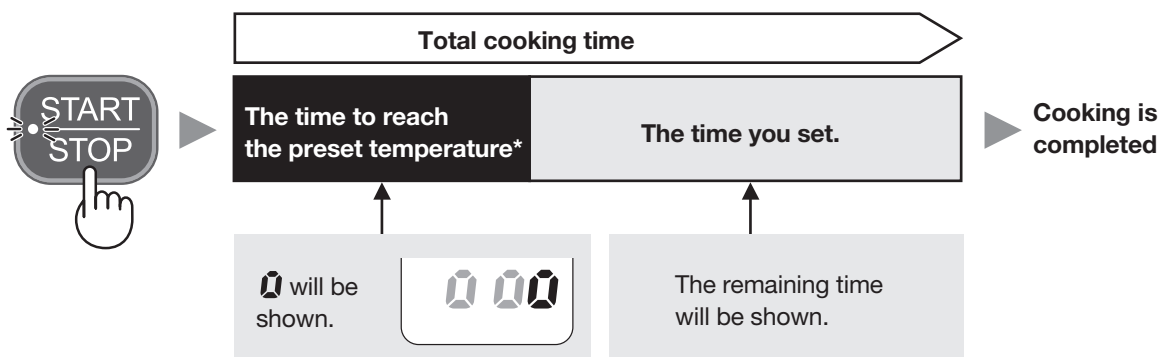 Total cooking time
START
STOP
The time to reach
the preset temperature*
The time you set.
Cooking is
completed
0 will be
shown.
0 00
The remaining time
will be shown.